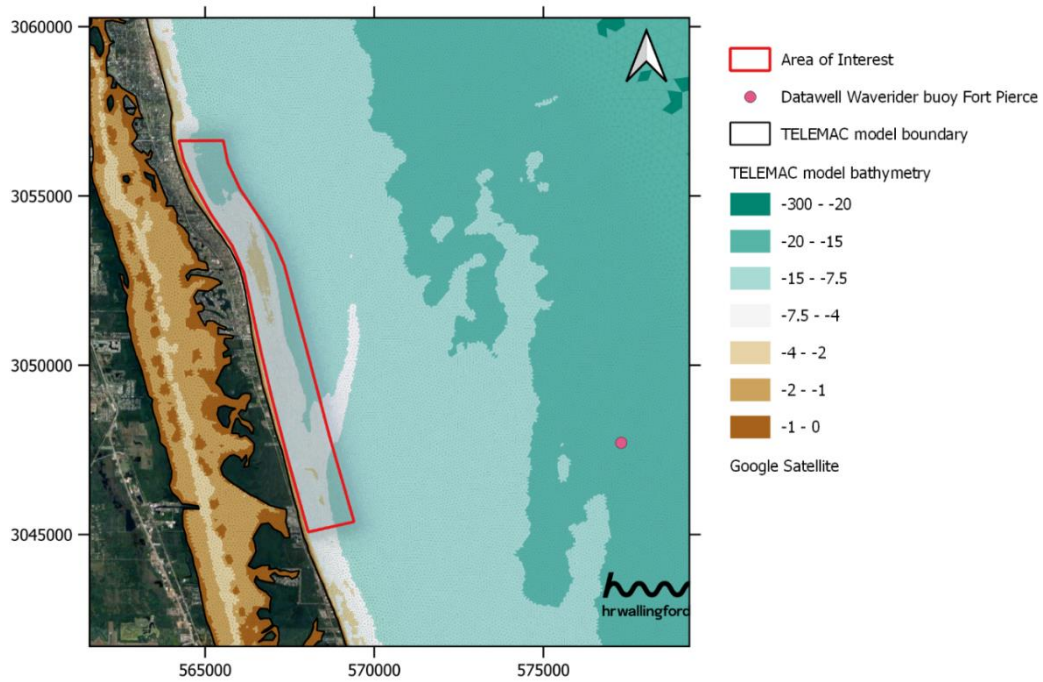 3060000
3055000
3050000
3045000
565000
570000
575000
hrwallingford
Area of Interest
Datawell Waverider buoy Fort Pierce
TELEMAC model boundary
TELEMAC model bathymetry
-300 - -20
-20 - -15
-15 - -7.5
-7.5 - -4
-4 - -2
-2 - -1
-1 - 0
Google Satellite